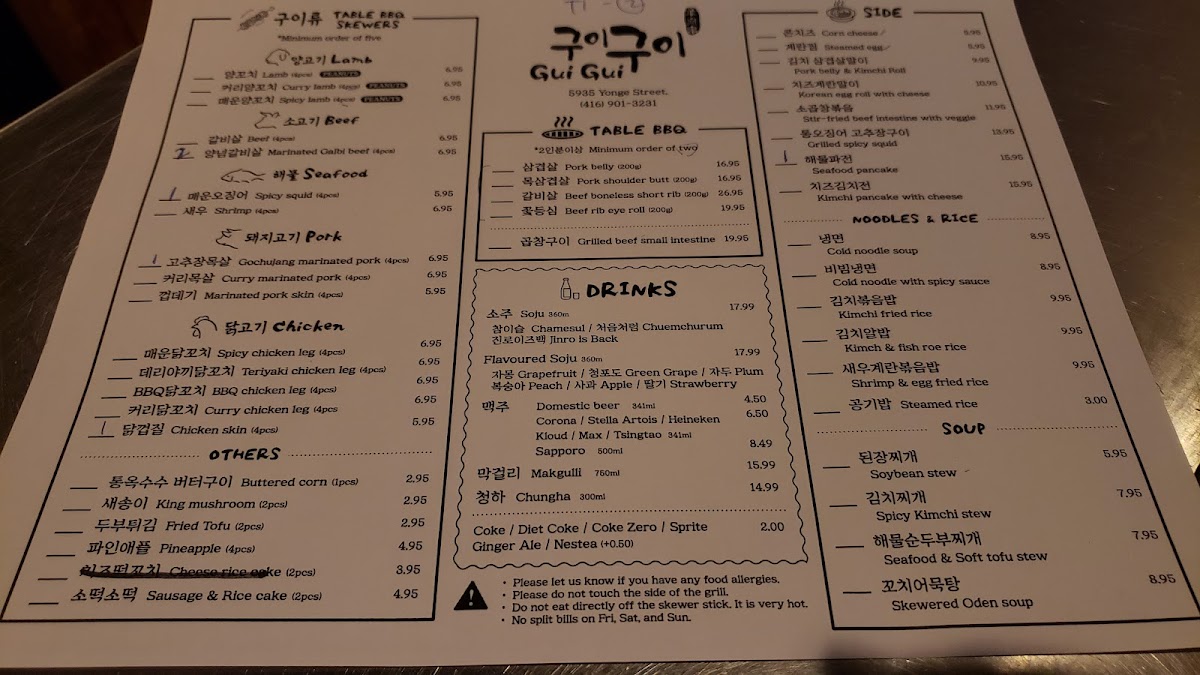 구이류 TABLE BBQ
SKEWERS
*Minimum order of five
양고기 Lamb
양꼬치 Lamb (4pcs) PEANUTS 6.95
커리양꼬치 Curry lamb (4pcs) PEANUTS 6.95
매운양꼬치 Spicy lamb (4pcs) PEANUTS 6.95
소고기 Beef
갈비살 Beef (4pcs) 6.95
2 양념갈비살 Marinated Galbi beef (4pcs) 6.95
해물 Seafood
1 매운오징어 Spicy squid (4pcs) 5.95
새우 Shrimp (4pcs) 6.95
돼지고기 Pork
1 고추장목살 Gochujang marinated pork (4pcs) 6.95
커리목살 Curry marinated pork (4pcs) 6.95
껍데기 Marinated pork skin (4pcs) 5.95
닭고기 Chicken
매운닭꼬치 Spicy chicken leg (4pcs) 6.95
데리야끼닭꼬치 Teriyaki chicken leg (4pcs) 6.95
BBQ닭꼬치 BBQ chicken leg (4pcs) 6.95
커리닭꼬치 Curry chicken leg (4pcs 6.95
1 닭껍질 Chicken skin (4pcs) 5.95
OTHERS
통옥수수 버터구이 Buttered corn (1pcs) 2.95
새송이 King mushroom (2pcs) 2.95
두부튀김 Fried Tofu (2pcs) 2.95
파인애플 Pineapple (4pcs) 4.95
치즈떡꼬치 Cheese rice cake (2pcs) 3.95
소떡소떡 Sausage & Rice cake (2pcs) 4.95
T1 - 2
구이구이
Gui Gui
5935 Yonge Street,
(416) 901-3231
TABLE BBQ
*2인분이상 Minimum order of two
삼겹살 Pork belly (200g) 16.95
목삼겹살 Pork shoulder butt (200g) 16.95
갈비살 Beef boneless short rib (200g) 26.95
꽃등심 Beef rib eye roll (200g) 19.95
곱창구이 Grilled beef small intestine 19.95
DRINKS
소주 Soju 360m 17.99
참이슬 Chamesul / 처음처럼 Chuemchurum
진로이즈백 Jinro is Back
Flavoured Soju 360m 17.99
자몽 Grapefruit / 청포도 Green Grape / 자두 Plum
복숭아 Peach / 사과 Apple / 딸기 Strawberry
맥주 Domestic beer 341ml 4.50
Corona / Stella Artois / Heineken 6.50
Kloud / Max / Tsingtao 341ml
Sapporo 500ml 8.49
막걸리 Makgulli 750ml 15.99
청하 Chungha 300ml 14.99
Coke / Diet Coke / Coke Zero / Sprite 2.00
Ginger Ale / Nestea (+0.50)
• Please let us know if you have any food allergies.
• Please do not touch the side of the grill.
• Do not eat directly off the skewer stick. It is very hot.
• No split bills on Fri, Sat, and Sun.
SIDE
콘치즈 Corn cheese 5.95
계란찜 Steamed egg 5.95
김치 삼겹살말이 9.95
Pork belly & Kimchi Roll
치즈계란말이 10.95
Korean egg roll with cheese
소곱창볶음 11.95
Stir-fried beef intestine with veggie
통오징어 고추장구이 13.95
Grilled spicy squid
1 해물파전 15.95
Seafood pancake
치즈김치전 15.95
Kimchi pancake with cheese
NOODLES & RICE
냉면 8.95
Cold noodle soup
비빔냉면 8.95
Cold noodle with spicy sauce
김치볶음밥 9.95
Kimchi fried rice
김치알밥 9.95
Kimch & fish roe rice
새우계란볶음밥 9.95
Shrimp & egg fried rice
공기밥 Steamed rice 3.00
SOUP
된장찌개 5.95
Soybean stew
김치찌개 7.95
Spicy Kimchi stew
해물순두부찌개 7.95
Seafood & Soft tofu stew
꼬치어묵탕 8.95
Skewered Oden soup